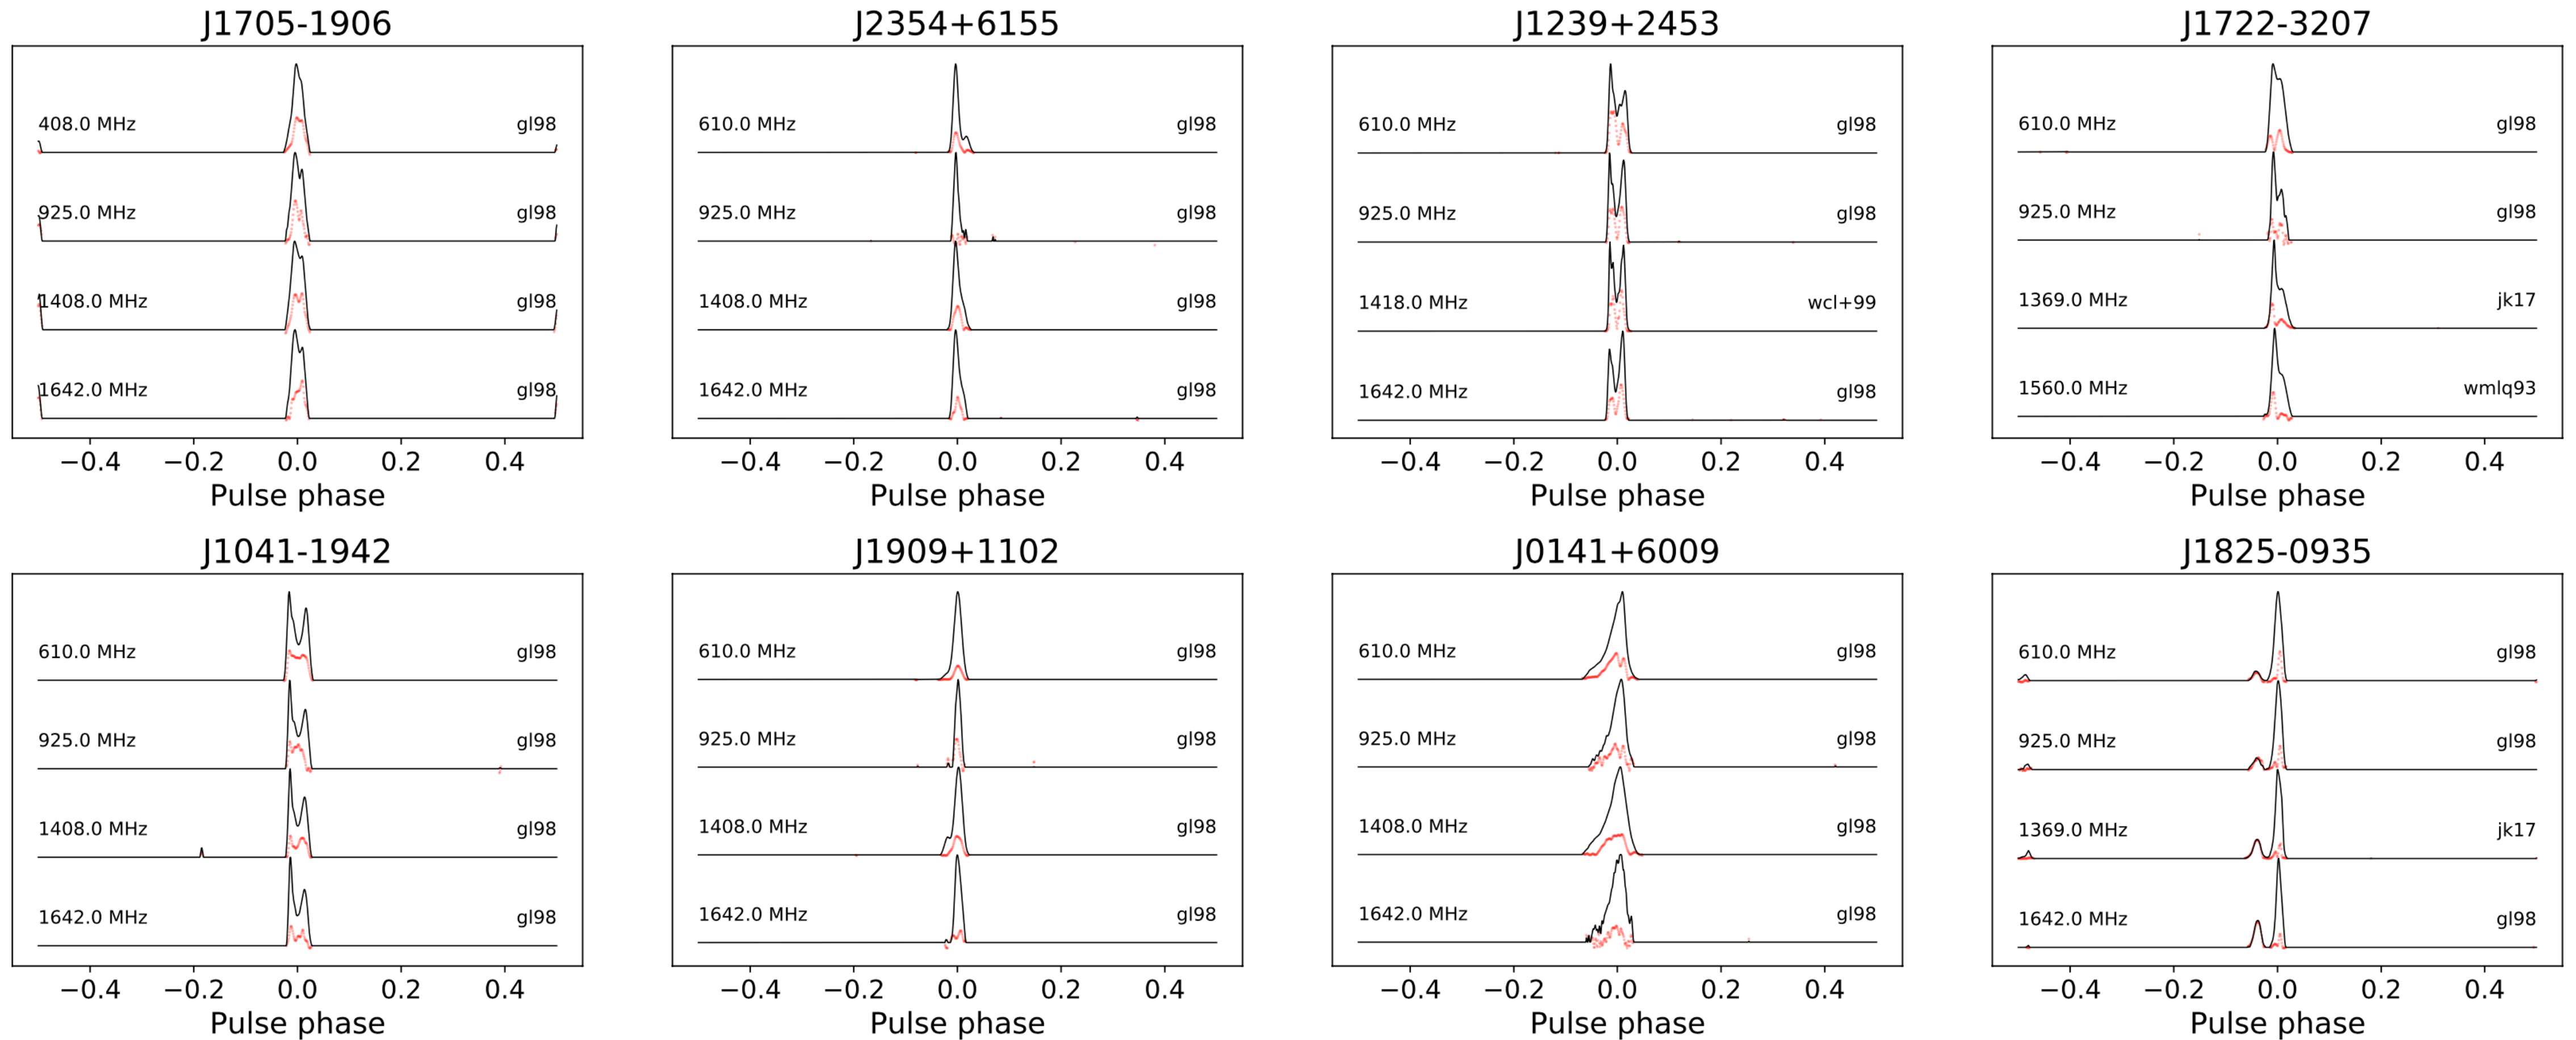 J1705-1906
408.0 MHz gl98
925.0 MHz gl98
1408.0 MHz gl98
1642.0 MHz gl98
−0.4 −0.2 0.0 0.2 0.4
Pulse phase
J2354+6155
610.0 MHz gl98
925.0 MHz gl98
1408.0 MHz gl98
1642.0 MHz gl98
−0.4 −0.2 0.0 0.2 0.4
Pulse phase
J1239+2453
610.0 MHz gl98
925.0 MHz gl98
1418.0 MHz wcl+99
1642.0 MHz gl98
−0.4 −0.2 0.0 0.2 0.4
Pulse phase
J1722-3207
610.0 MHz gl98
925.0 MHz gl98
1369.0 MHz jk17
1560.0 MHz wmlq93
−0.4 −0.2 0.0 0.2 0.4
Pulse phase
J1041-1942
610.0 MHz gl98
925.0 MHz gl98
1408.0 MHz gl98
1642.0 MHz gl98
−0.4 −0.2 0.0 0.2 0.4
Pulse phase
J1909+1102
610.0 MHz gl98
925.0 MHz gl98
1408.0 MHz gl98
1642.0 MHz gl98
−0.4 −0.2 0.0 0.2 0.4
Pulse phase
J0141+6009
610.0 MHz gl98
925.0 MHz gl98
1408.0 MHz gl98
1642.0 MHz gl98
−0.4 −0.2 0.0 0.2 0.4
Pulse phase
J1825-0935
610.0 MHz gl98
925.0 MHz gl98
1369.0 MHz jk17
1642.0 MHz gl98
−0.4 −0.2 0.0 0.2 0.4
Pulse phase